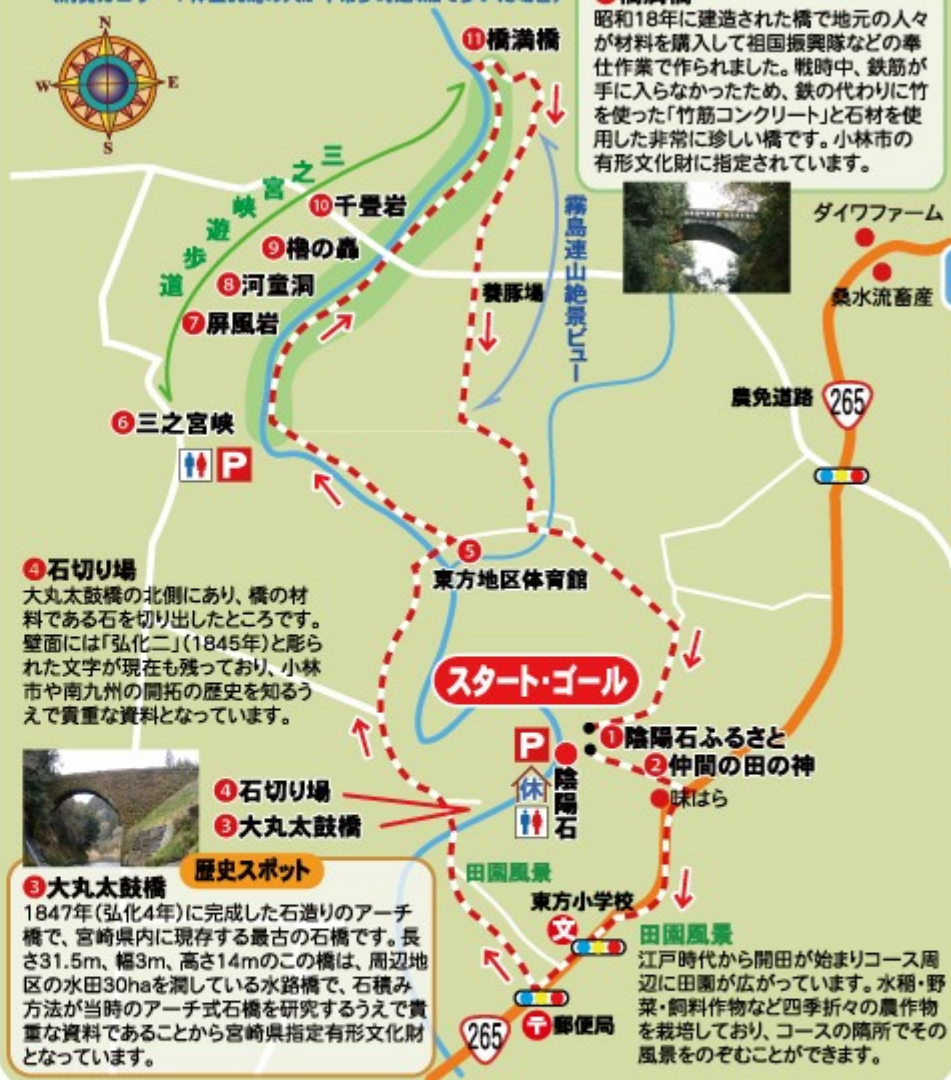 ⑪橋満橋
昭和18年に建造された橋で地元の人々
が材料を購入して祖国振興隊などの奉
仕作業で作られました。戦時中、鉄筋が
手に入らなかったため、鉄の代わりに竹
を使った「竹筋コンクリート」と石材を使
用した非常に珍しい橋です。小林市の
有形文化財に指定されています。
N
W
E
S
三之宮峡遊歩道
⑩千畳岩
⑨櫓の轟
⑧河童洞
⑦屏風岩
⑥三之宮峡
P
霧島連山絶景ビュー
養豚場
ダイワファーム
桑水流畜産
農免道路
265
⑤
東方地区体育館
④石切り場
大丸太鼓橋の北側にあり、橋の材
料である石を切り出したところです。
壁面には「弘化二」(1845年)と彫ら
れた文字が現在も残っており、小林
市や南九州の開拓の歴史を知るう
えで貴重な資料となっています。
スタート・ゴール
P
休
陰陽石
①陰陽石ふるさと
②仲間の田の神
味はら
④石切り場
③大丸太鼓橋
歴史スポット
③大丸太鼓橋
1847年(弘化4年)に完成した石造りのアーチ
橋で、宮崎県内に現存する最古の石橋です。長
さ31.5m、幅3m、高さ14mのこの橋は、周辺地
区の水田30haを潤している水路橋で、石積み
方法が当時のアーチ式石橋を研究するうえで貴
重な資料であることから宮崎県指定有形文化財
となっています。
田園風景
東方小学校
文
〒郵便局
265
田園風景
江戸時代から開田が始まりコース周
辺に田園が広がっています。水稲・野
菜・飼料作物など四季折々の農作物
を栽培しており、コースの隋所でその
風景をのぞむことができます。